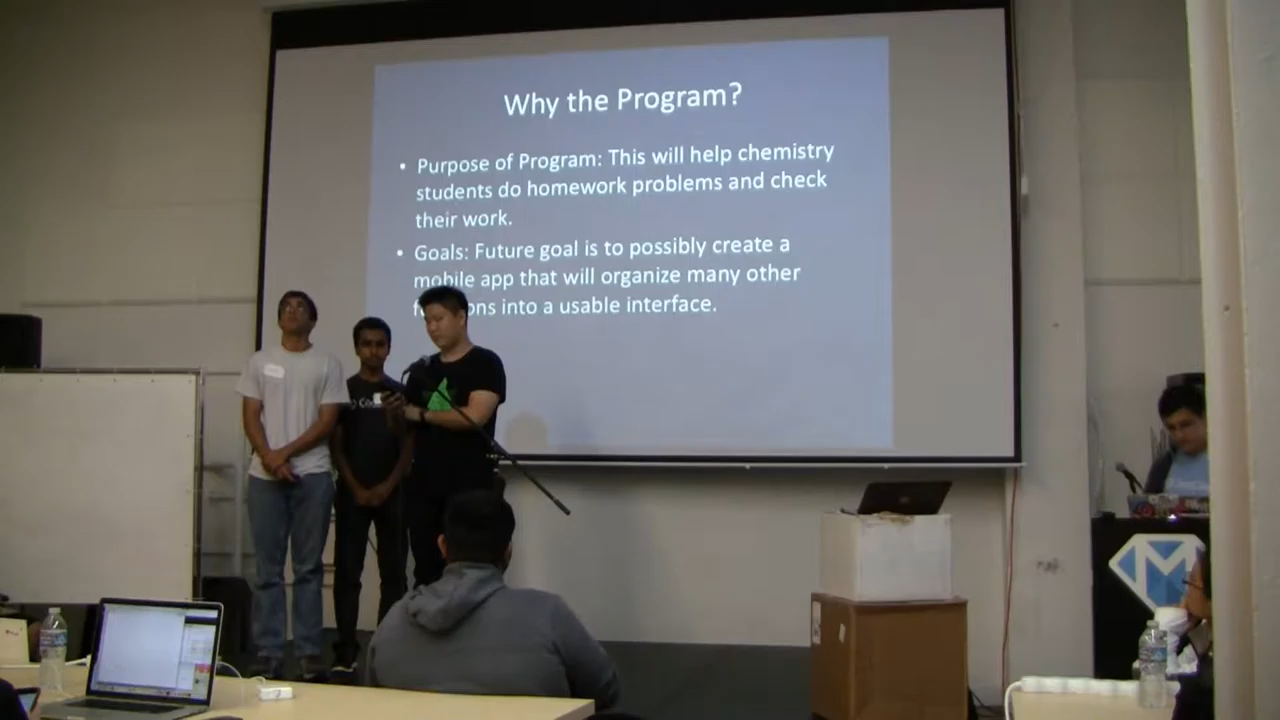 Why the Program?
• Purpose of Program: This will help chemistry
students do homework problems and check
their work.
• Goals: Future goal is to possibly create a
mobile app that will organize many other
into a usable interface.
M